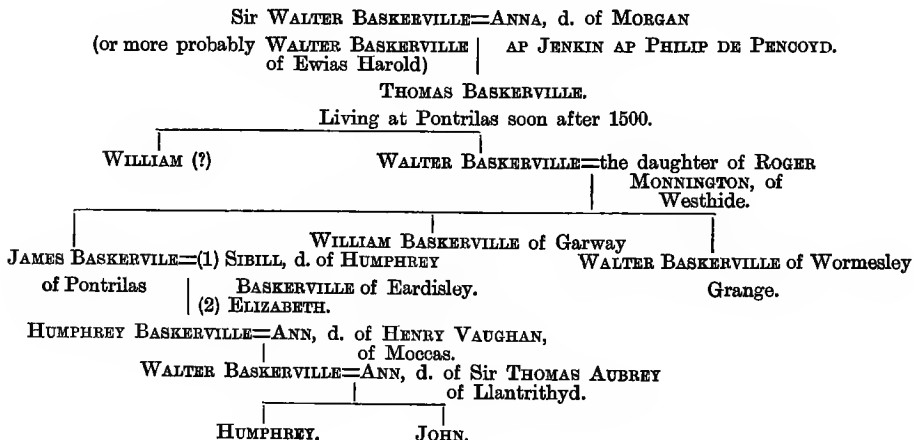 Sir WALTER BASKERVILLE=ANNA, d. of MORGAN
(or more probably WALTER BASKERVILLE AP JENKIN AP PHILIP DE PENCOYD.
of Ewias Harold)
THOMAS BASKERVILLE.
Living at Pontrilas soon after 1500.
WILLIAM (?) WALTER BASKERVILLE=the daughter of ROGER
MONNINGTON, of
Westhide.
WILLIAM BASKERVILLE of Garway
JAMES BASKERVILE=(1) SIBILL, d. of HUMPHREY WALTER BASKERVILLE of Wormesley
of Pontrilas BASKERVILLE of Eardisley. Grange.
(2) ELIZABETH.
HUMPHREY BASKERVILLE=ANN, d. of HENRY VAUGHAN,
of Moccas.
WALTER BASKERVILLE=ANN, d. of Sir THOMAS AUBREY
of Llantrithyd.
HUMPHREY. JOHN.